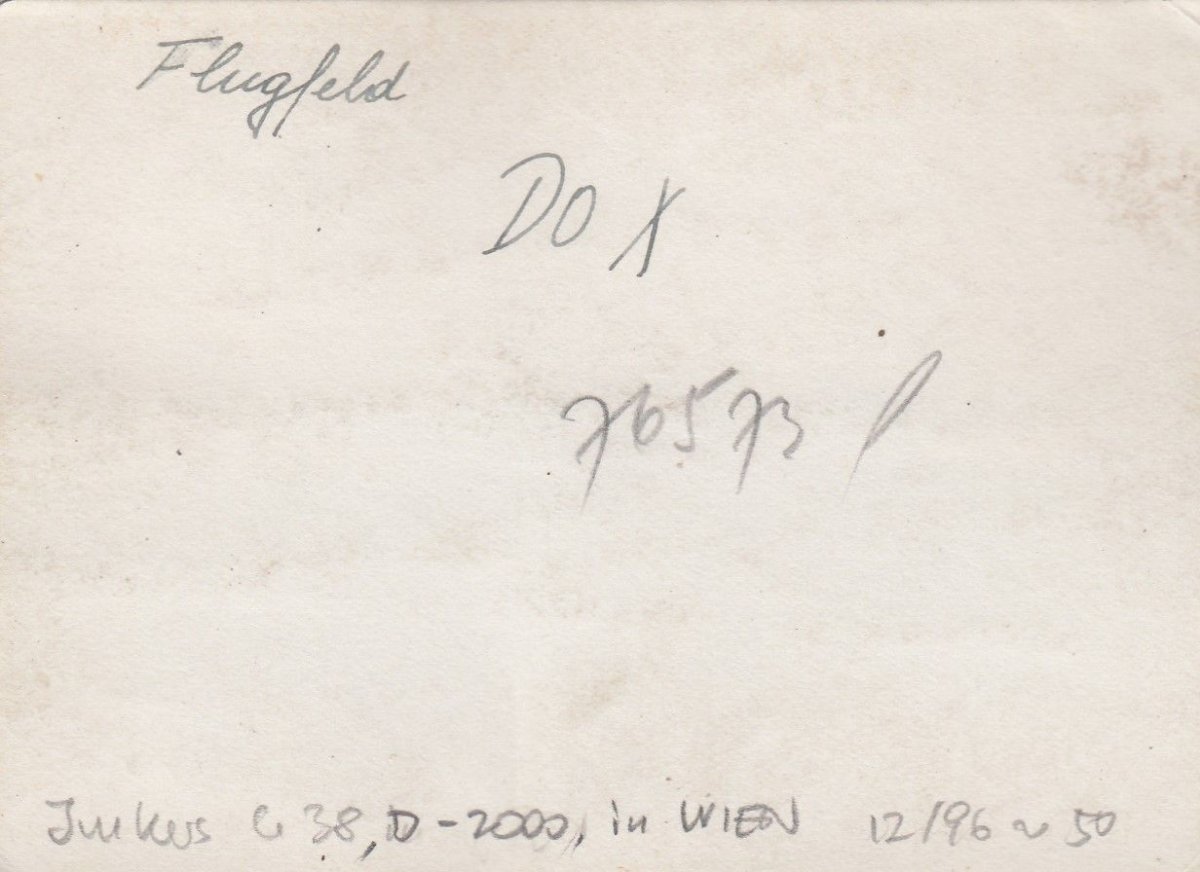 Flugfeld
DO X
76573
Junkers G 38, D-2000, in WIEN 12/96 ~ 50